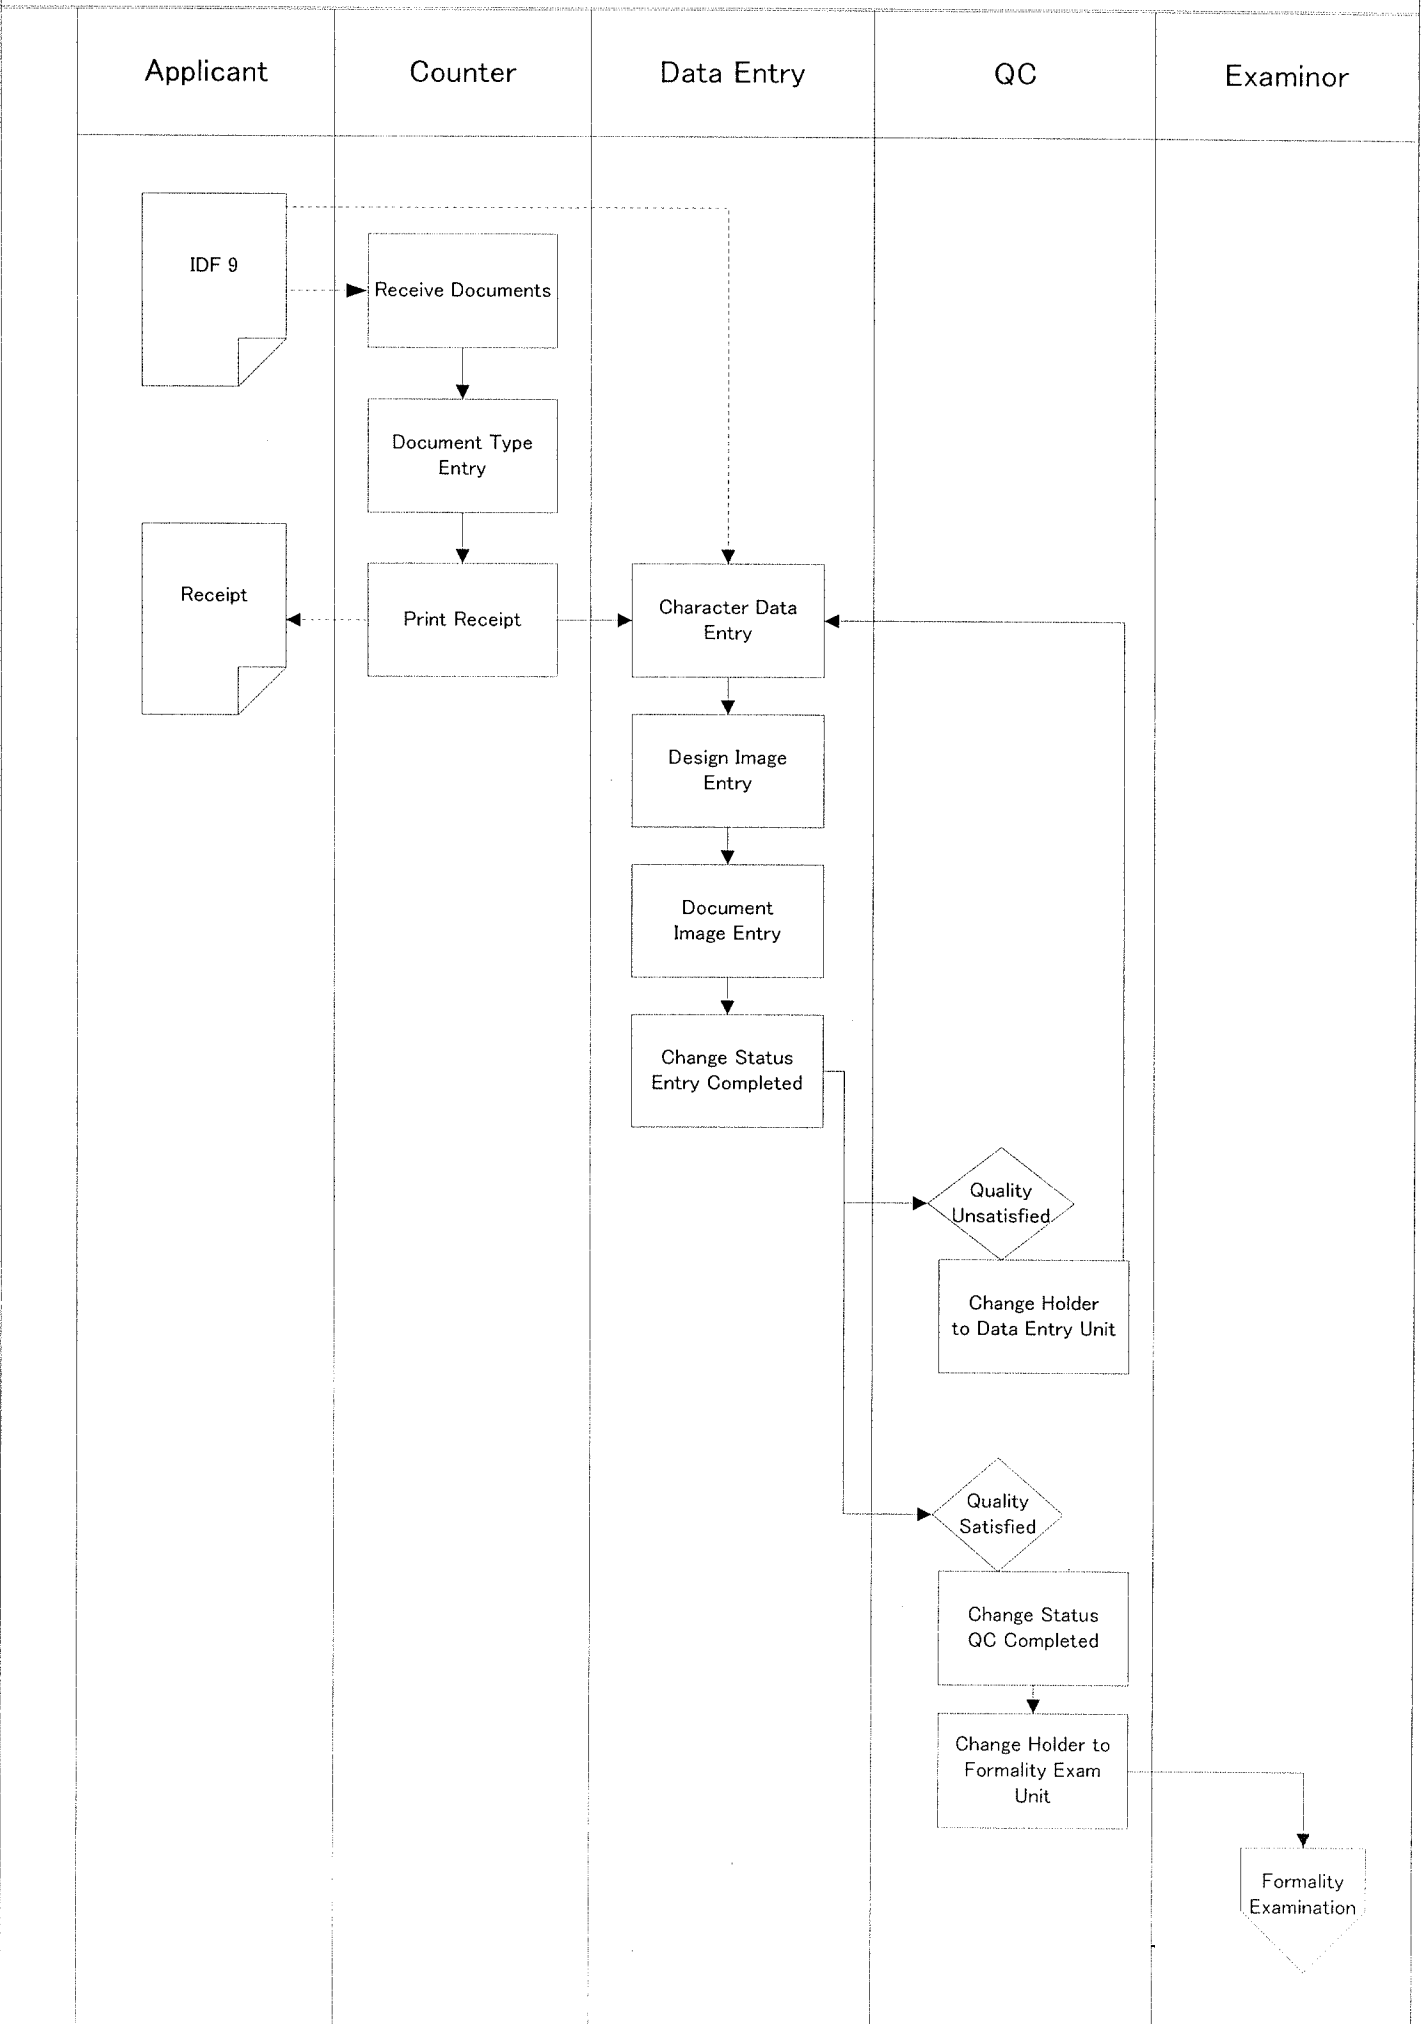 Applicant
Counter
Data Entry
QC
Examinor
IDF 9
Receive Documents
Document Type
Entry
Receipt
Print Receipt
Character Data
Entry
Design Image
Entry
Document
Image Entry
Change Status
Entry Completed
Quality
Unsatisfied
Change Holder
to Data Entry Unit
Quality
Satisfied
Change Status
QC Completed
Change Holder to
Formality Exam
Unit
Formality
Examination